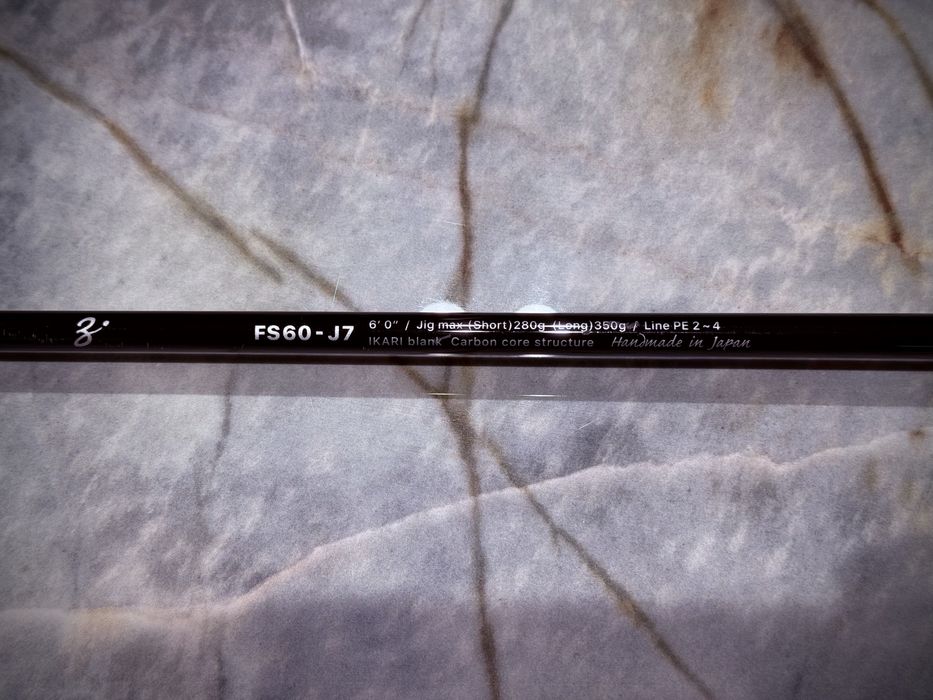 FS60-J7
6'0" / Jig max (Short)280g (Long)350g / Line PE 2~4
IKARI blank Carbon core structure Handmade in Japan